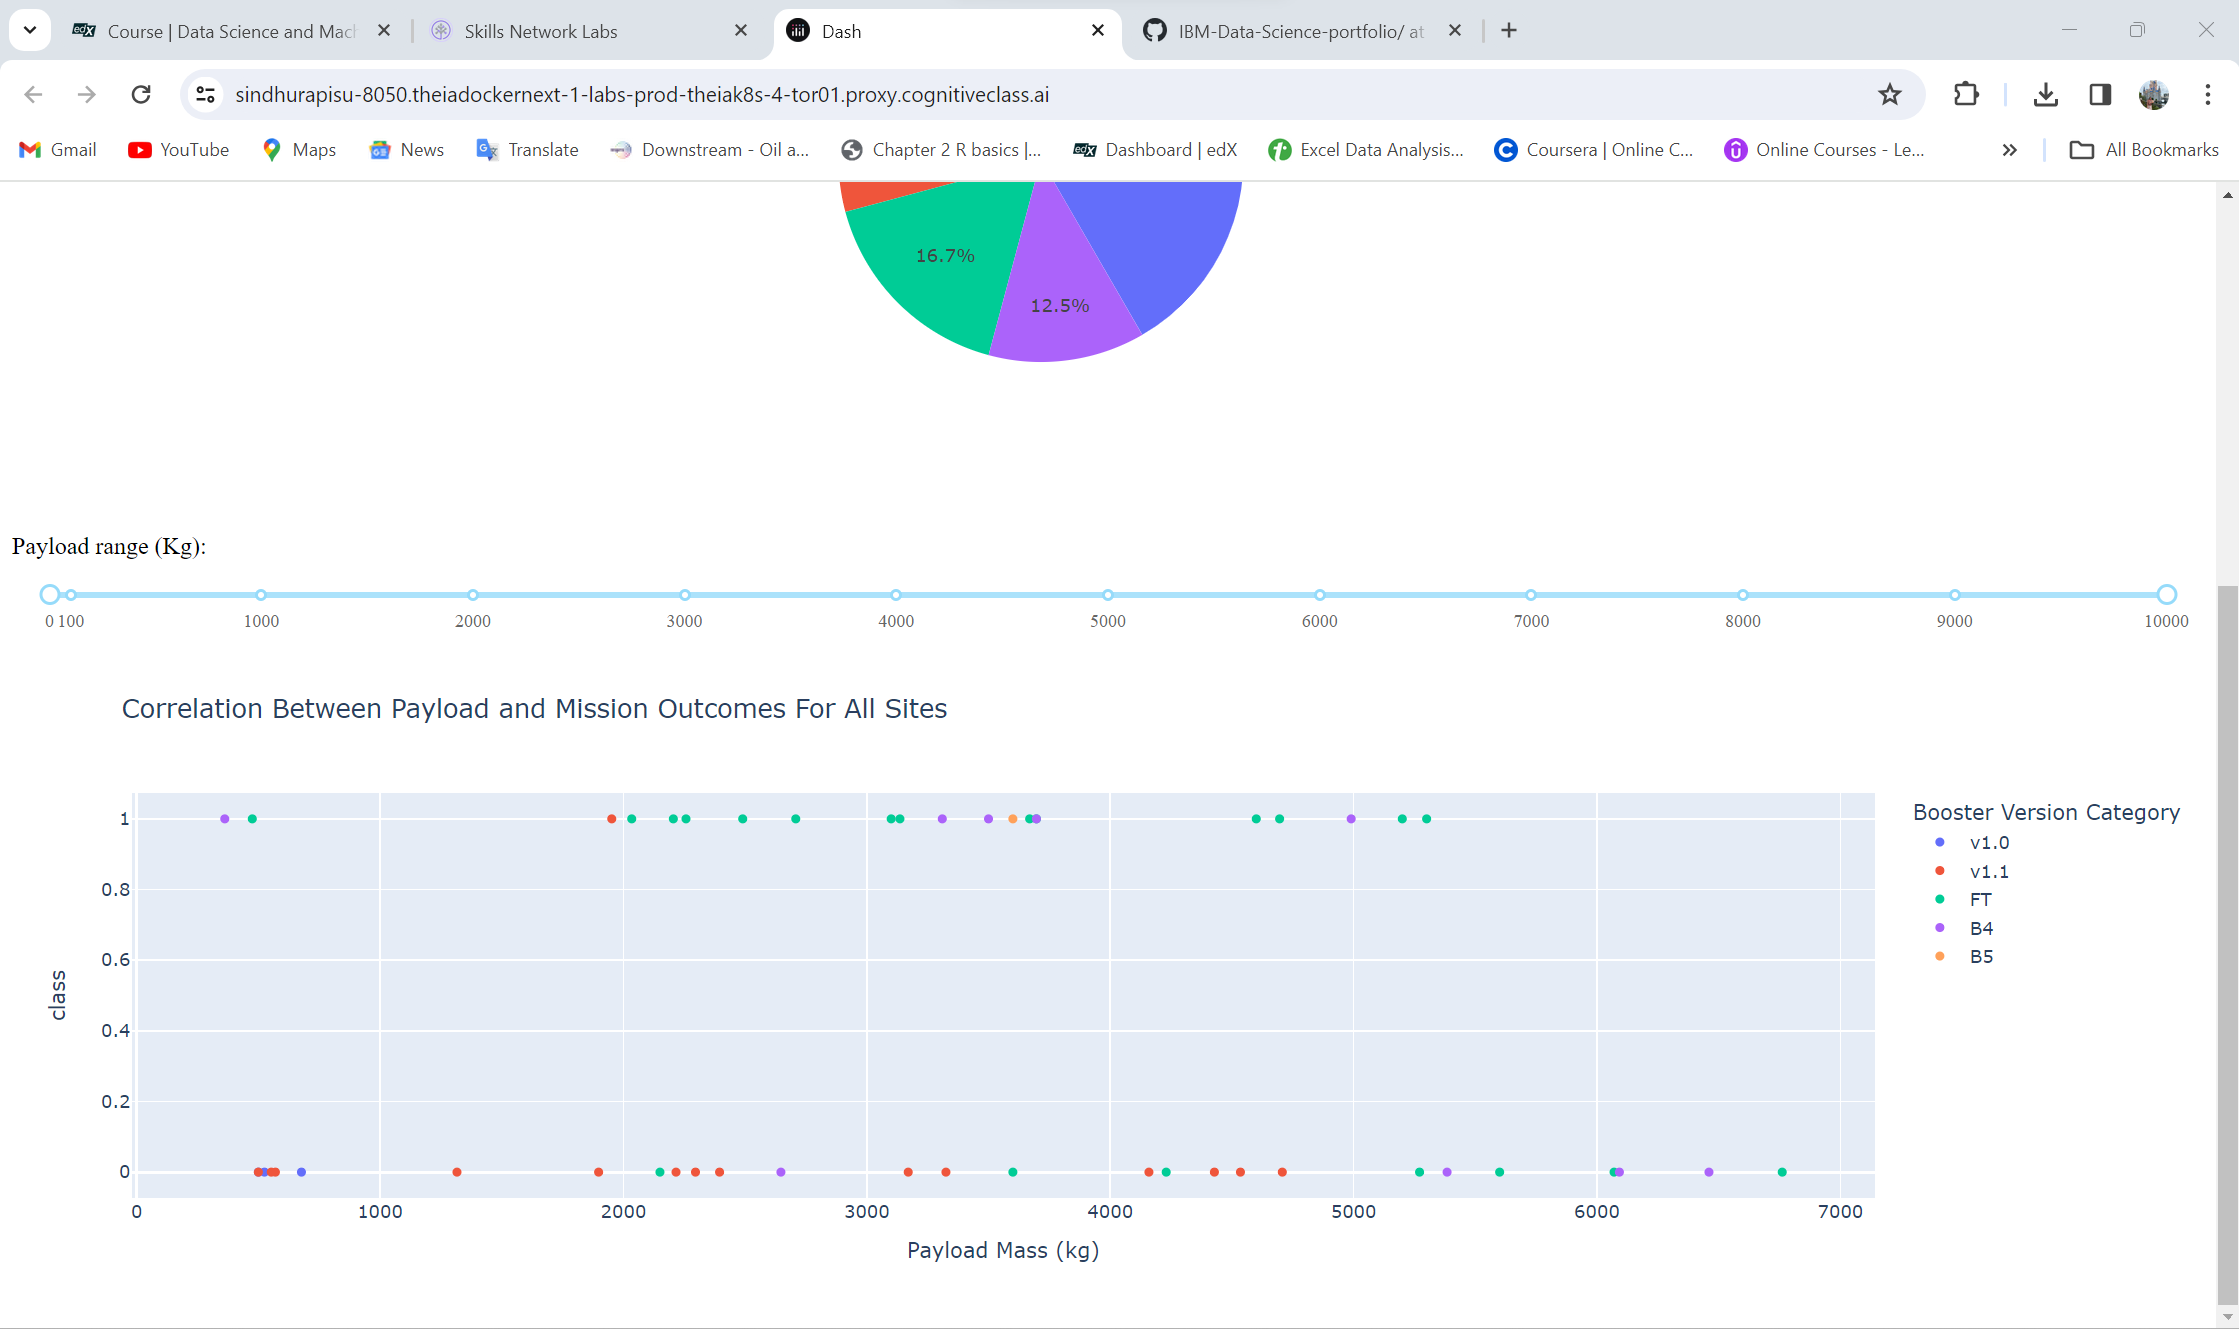 edX Course | Data Science and Mach
Skills Network Labs
Dash
IBM-Data-Science-portfolio/ at
sindhurapisu-8050.theiadockernext-1-labs-prod-theiak8s-4-tor01.proxy.cognitiveclass.ai
Gmail
YouTube
Maps
News
Translate
Downstream - Oil a...
Chapter 2 R basics |...
edX Dashboard | edX
Excel Data Analysis...
Coursera | Online C...
Online Courses - Le...
All Bookmarks
16.7%
12.5%
Payload range (Kg):
0 100 1000 2000 3000 4000 5000 6000 7000 8000 9000 10000
Correlation Between Payload and Mission Outcomes For All Sites
1
0.8
0.6
0.4
0.2
0
class
0 1000 2000 3000 4000 5000 6000 7000
Payload Mass (kg)
Booster Version Category
v1.0
v1.1
FT
B4
B5